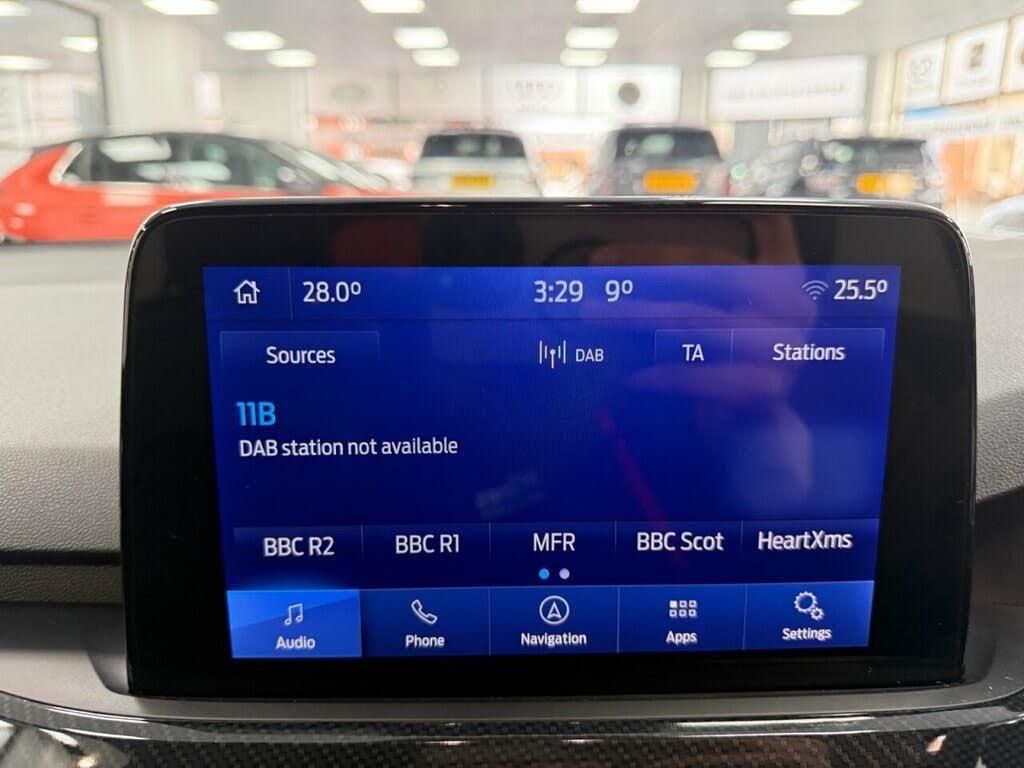 28.0º 3:29 9º 25.5º
Sources DAB TA Stations
11B
DAB station not available
BBC R2 BBC R1 MFR BBC Scot HeartXms
Audio Phone Navigation Apps Settings